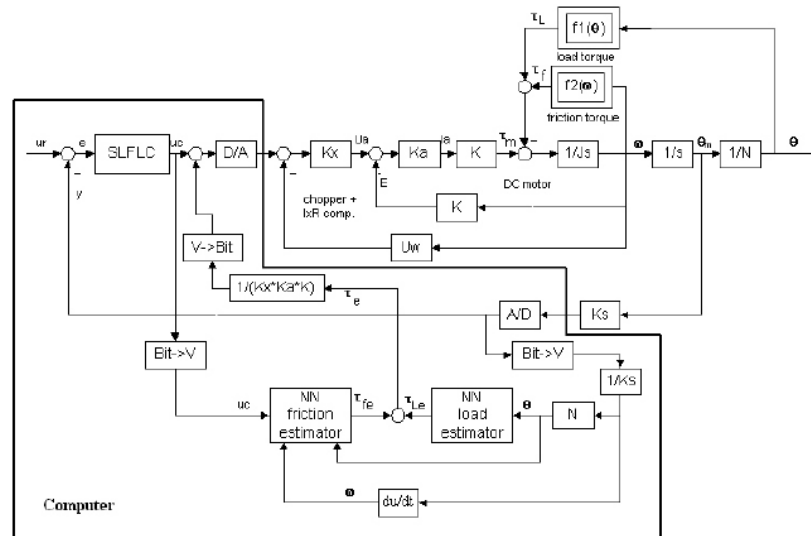 τL
f1(θ)
load torque
τf
f2(ω)
friction torque
ur
e
SLFLC
uc
D/A
Kx
Ua
Ka
Ia
K
τm
-
1/Js
ω
1/s
θm
1/N
θ
-
y
-
-
E
K
DC motor
chopper +
IxR comp.
Uw
V->Bit
1/(Kx*Ka*K)
τe
A/D
Ks
Bit->V
Bit->V
1/Ks
uc
NN
friction
estimator
τfe
τLe
NN
load
estimator
θ
N
ω
du/dt
Computer